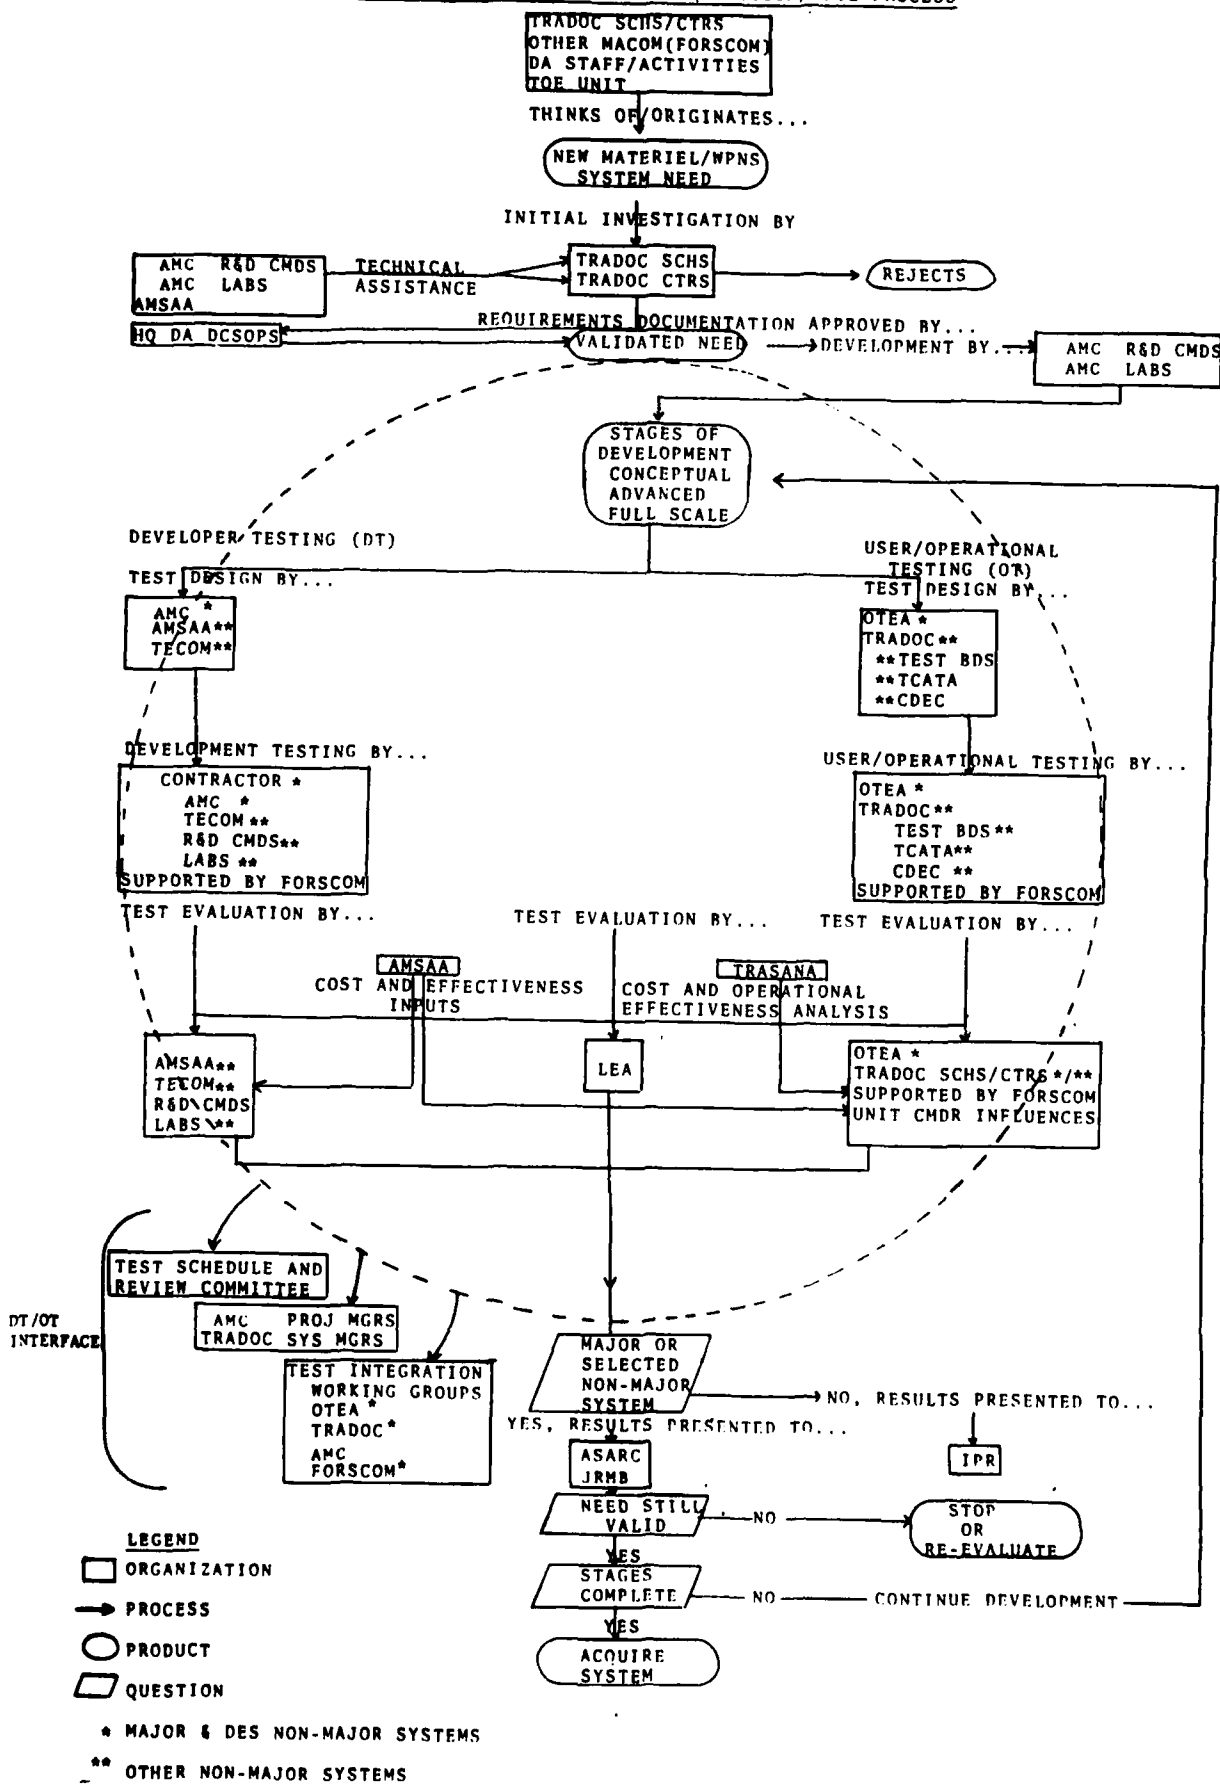 PROCESS
TRADOC SCHS/CTRS
OTHER MACOM(FORSCOM)
DA STAFF/ACTIVITIES
TOE UNIT
THINKS OF/ORIGINATES...
NEW MATERIEL/WPNS
SYSTEM NEED
INITIAL INVESTIGATION BY
AMC R&D CMDS
AMC LABS
AMSAA
TECHNICAL
ASSISTANCE
TRADOC SCHS
TRADOC CTRS
REJECTS
REQUIREMENTS DOCUMENTATION APPROVED BY...
HQ DA DCSOPS
VALIDATED NEED
DEVELOPMENT BY...
AMC R&D CMDS
AMC LABS
STAGES OF
DEVELOPMENT
CONCEPTUAL
ADVANCED
FULL SCALE
DEVELOPER TESTING (DT)
TEST DESIGN BY...
AMC *
AMSAA**
TECOM**
USER/OPERATIONAL
TESTING (OT)
TEST DESIGN BY...
OTEA *
TRADOC**
**TEST BDS
**TCATA
**CDEC
DEVELOPMENT TESTING BY...
CONTRACTOR *
AMC *
TECOM**
R&D CMDS**
LABS **
SUPPORTED BY FORSCOM
USER/OPERATIONAL TESTING BY...
OTEA *
TRADOC**
TEST BDS**
TCATA**
CDEC **
SUPPORTED BY FORSCOM
TEST EVALUATION BY...
TEST EVALUATION BY...
TEST EVALUATION BY...
AMSAA
COST AND EFFECTIVENESS
INPUTS
TRASANA
COST AND OPERATIONAL
EFFECTIVENESS ANALYSIS
AMSAA**
TECOM**
R&D CMDS
LABS **
LEA
OTEA *
TRADOC SCHS/CTRS*/**
SUPPORTED BY FORSCOM
UNIT CMDR INFLUENCES
DT/OT
INTERFACE
TEST SCHEDULE AND
REVIEW COMMITTEE
AMC PROJ MGRS
TRADOC SYS MGRS
TEST INTEGRATION
WORKING GROUPS
OTEA *
TRADOC*
AMC
FORSCOM*
MAJOR OR
SELECTED
NON-MAJOR
SYSTEM
NO, RESULTS PRESENTED TO...
YES, RESULTS PRESENTED TO...
IPR
ASARC
JRMB
NEED STILL
VALID
NO
STOP
OR
RE-EVALUATE
YES
STAGES
COMPLETE
NO
CONTINUE DEVELOPMENT
YES
ACQUIRE
SYSTEM
LEGEND
ORGANIZATION
PROCESS
PRODUCT
QUESTION
* MAJOR & DES NON-MAJOR SYSTEMS
** OTHER NON-MAJOR SYSTEMS